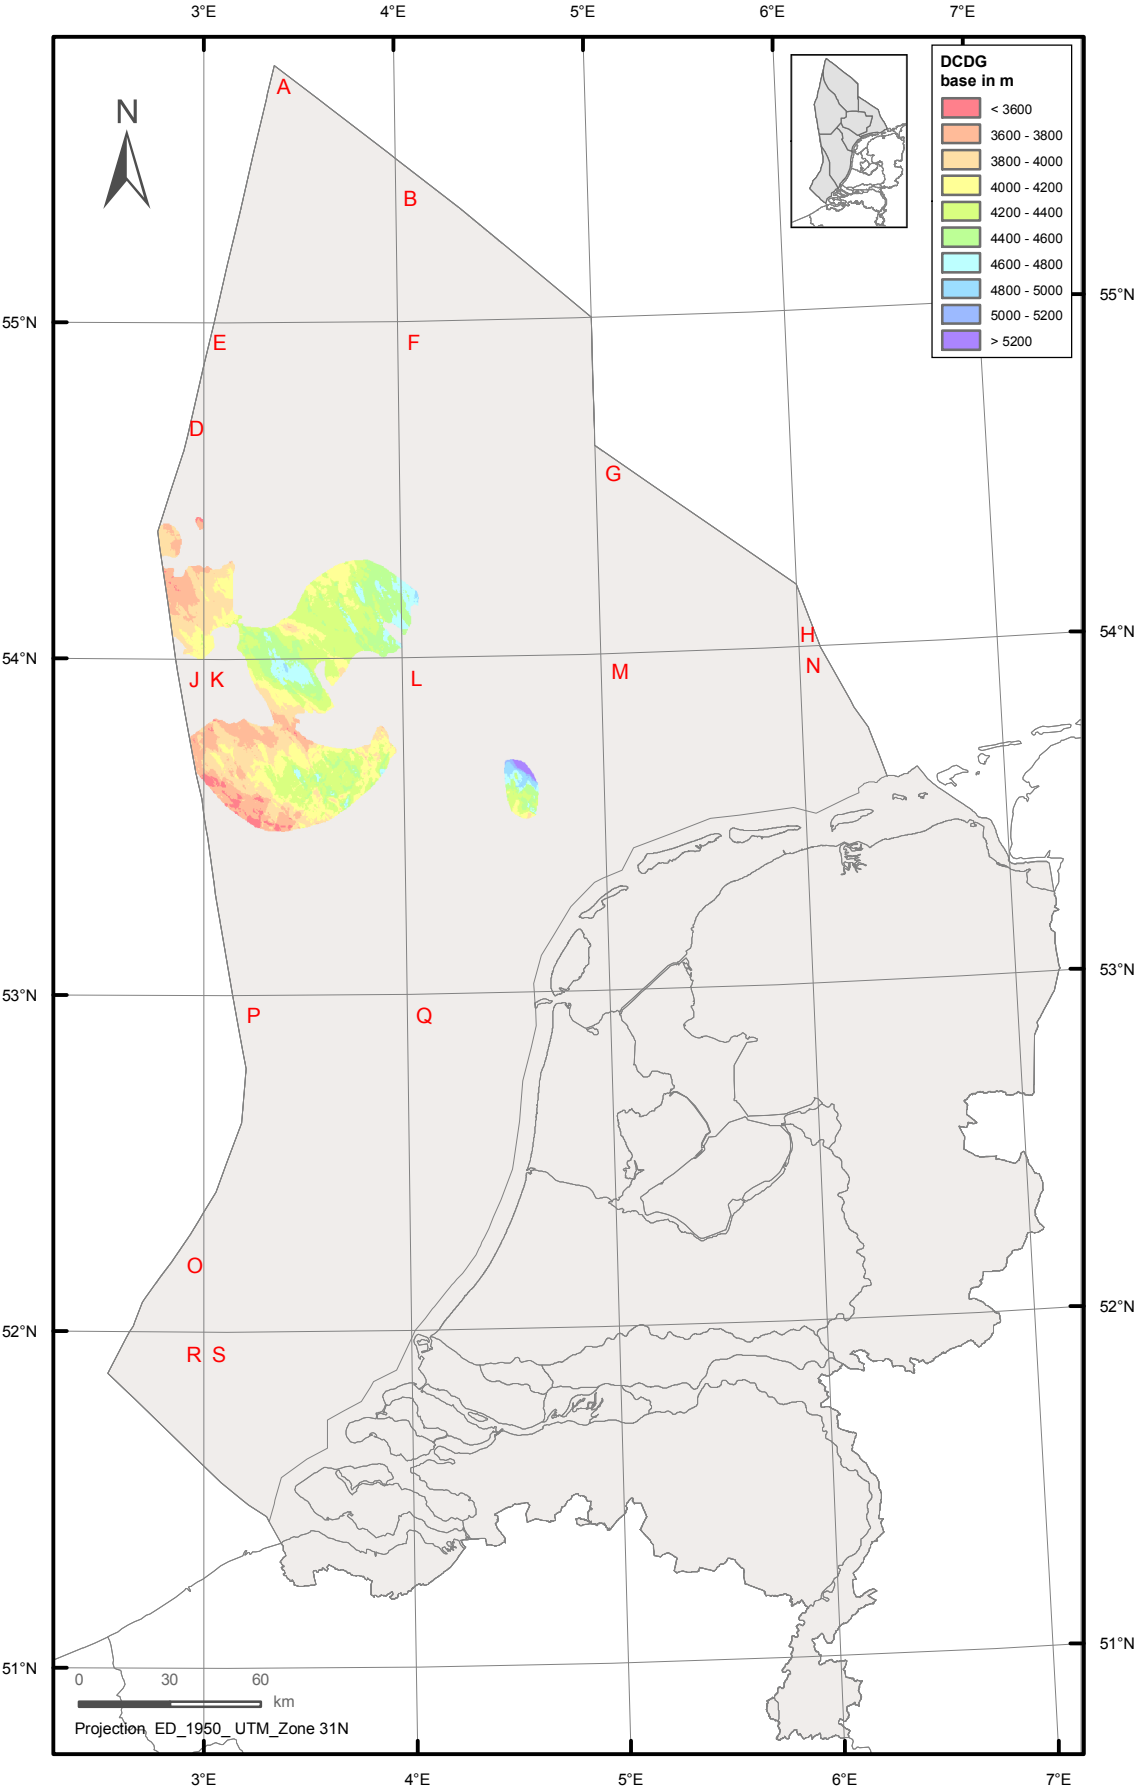 3°E 4°E 5°E 6°E 7°E
DCDG
base in m
< 3600
3600 - 3800
3800 - 4000
4000 - 4200
4200 - 4400
4400 - 4600
4600 - 4800
4800 - 5000
5000 - 5200
> 5200
N
A
B
55°N 55°N
E F
D
G
54°N 54°N
H
J K L M N
53°N 53°N
P Q
O
52°N 52°N
R S
51°N 51°N
0 30 60
km
Projection ED_1950_ UTM_Zone 31N
3°E 4°E 5°E 6°E 7°E